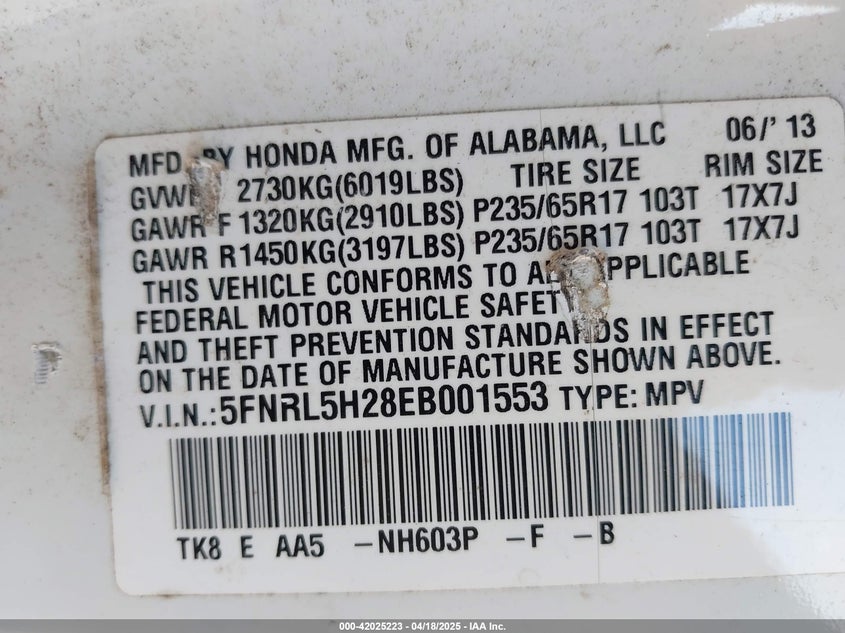 MFD. BY HONDA MFG. OF ALABAMA, LLC 06/' 13
GVWR 2730KG(6019LBS) TIRE SIZE RIM SIZE
GAWR F 1320KG(2910LBS) P235/65R17 103T 17X7J
GAWR R1450KG(3197LBS) P235/65R17 103T 17X7J
THIS VEHICLE CONFORMS TO ALL APPLICABLE
FEDERAL MOTOR VEHICLE SAFETY
AND THEFT PREVENTION STANDARDS IN EFFECT
ON THE DATE OF MANUFACTURE SHOWN ABOVE.
V.I.N.:5FNRL5H28EB001553 TYPE: MPV
TK8 E AA5 -NH603P -F -B
000-42025223 - 04/18/2025 - IAA Inc.